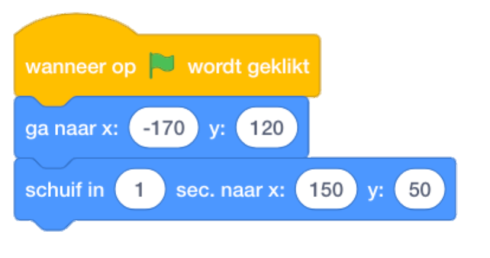 wanneer op wordt geklikt
ga naar x: -170 y: 120
schuif in 1 sec. naar x: 150 y: 50